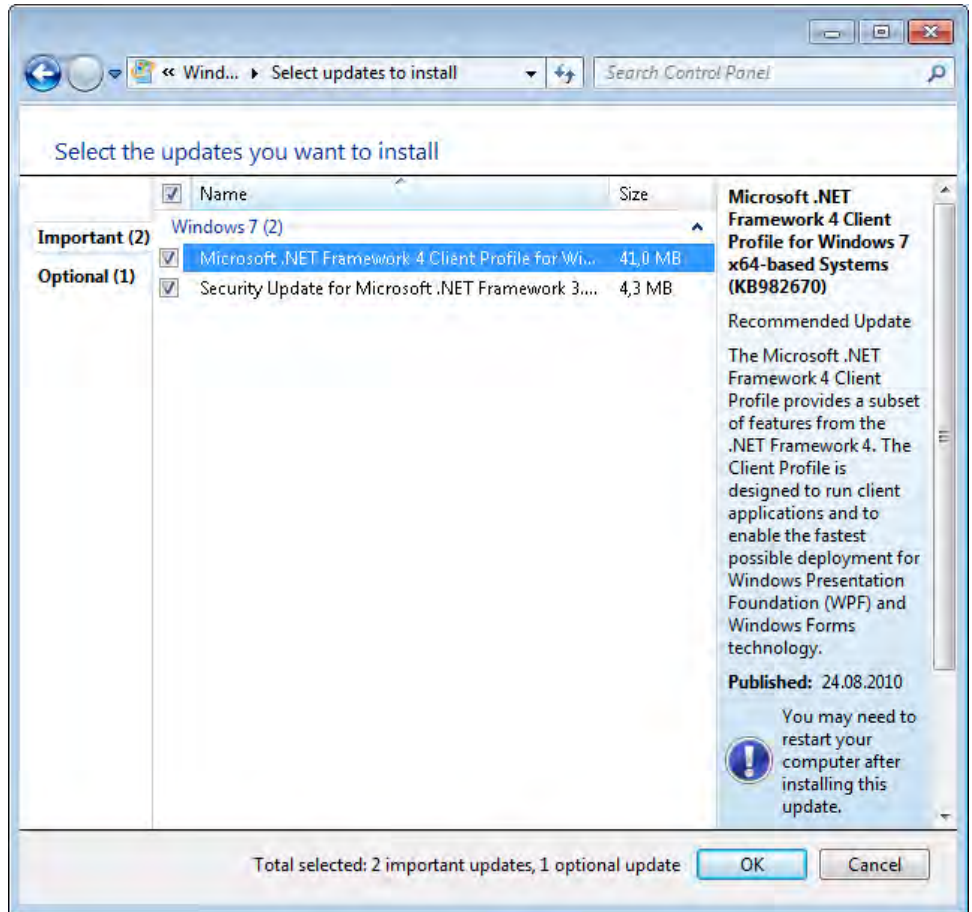 « Wind... ▸ Select updates to install
Search Control Panel
Select the updates you want to install
Important (2)
Optional (1)
Name Size
Windows 7 (2)
Microsoft .NET Framework 4 Client Profile for Wi... 41,0 MB
Security Update for Microsoft .NET Framework 3.... 4,3 MB
Microsoft .NET
Framework 4 Client
Profile for Windows 7
x64-based Systems
(KB982670)
Recommended Update
The Microsoft .NET
Framework 4 Client
Profile provides a subset
of features from the
.NET Framework 4. The
Client Profile is
designed to run client
applications and to
enable the fastest
possible deployment for
Windows Presentation
Foundation (WPF) and
Windows Forms
technology.
Published: 24.08.2010
You may need to
restart your
computer after
installing this
update.
Total selected: 2 important updates, 1 optional update
OK
Cancel